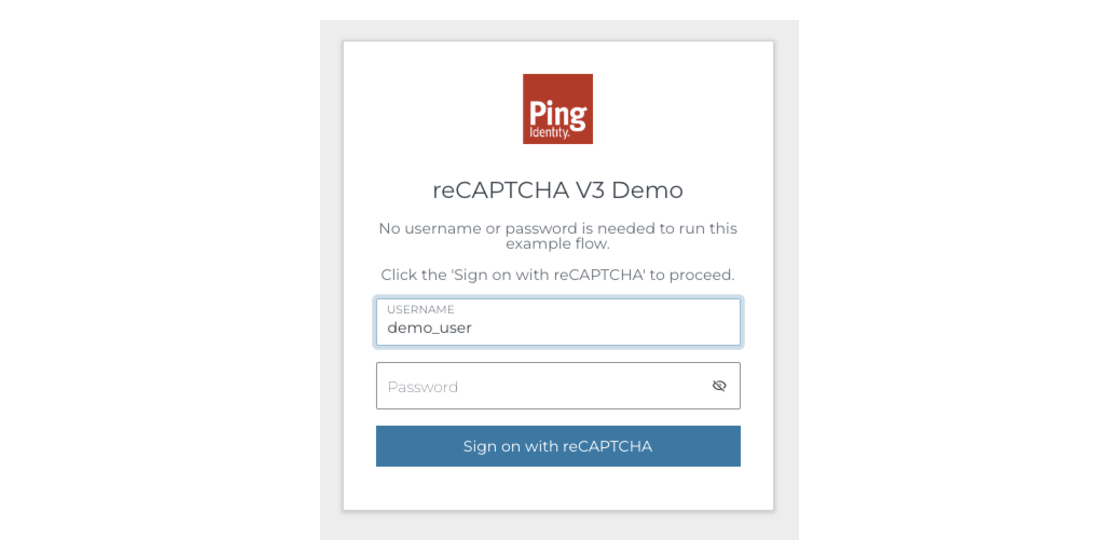 Ping
Identity.
reCAPTCHA V3 Demo
No username or password is needed to run this
example flow.
Click the 'Sign on with reCAPTCHA' to proceed.
USERNAME
demo_user
Password
Sign on with reCAPTCHA